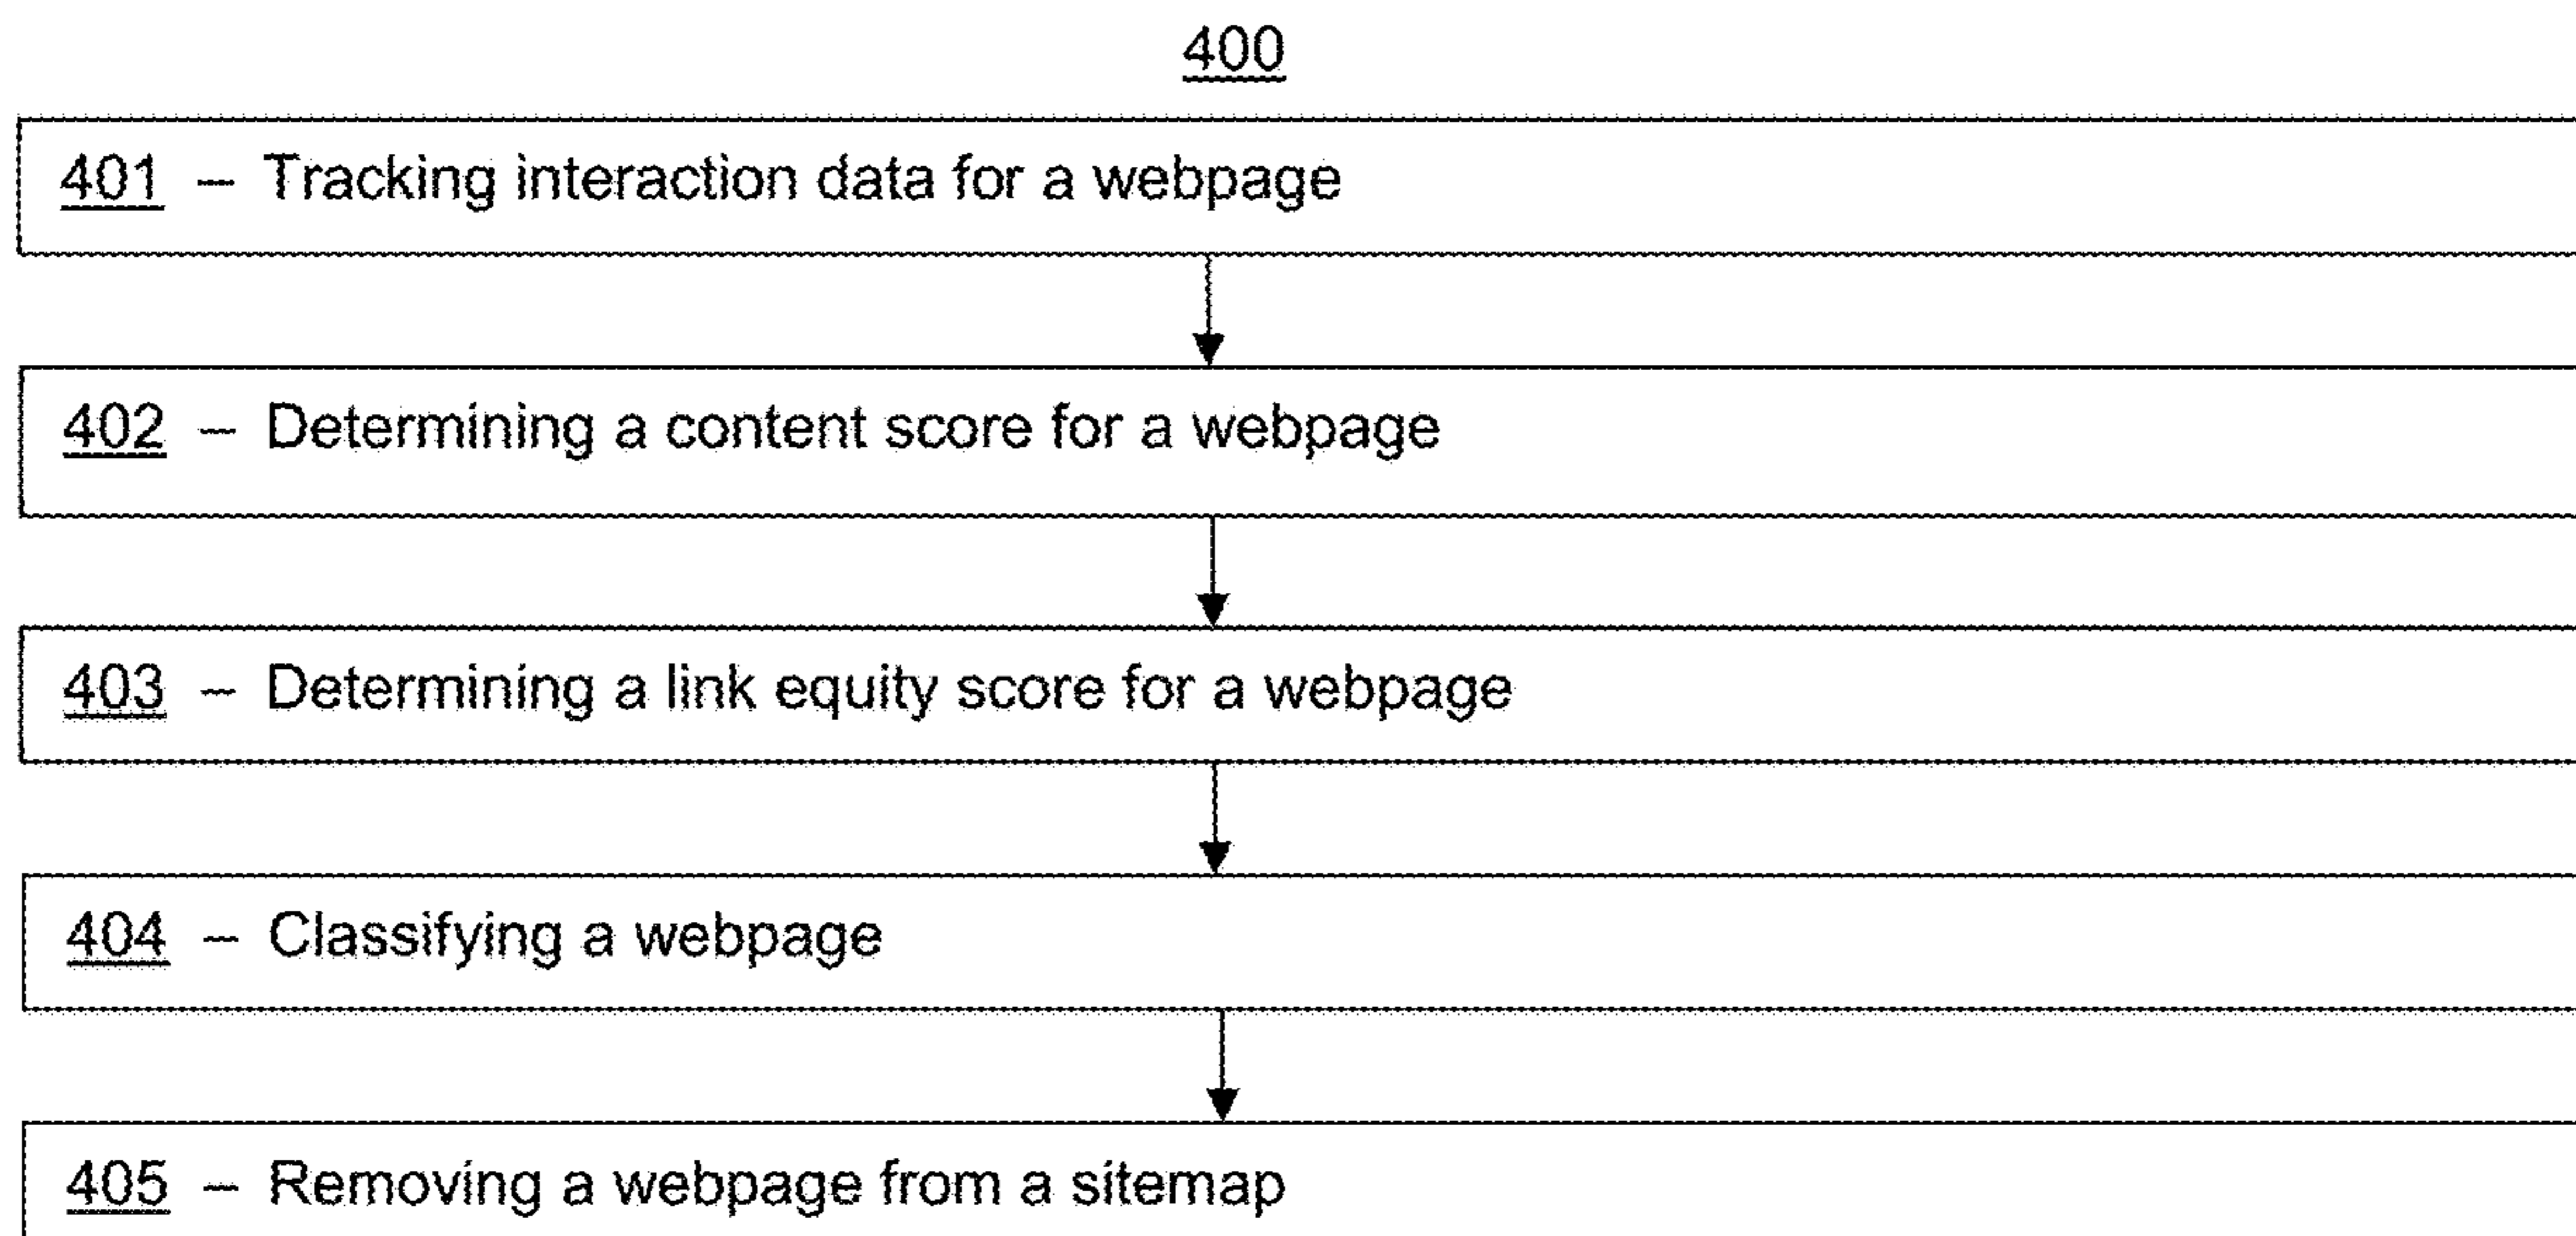 400
401 – Tracking interaction data for a webpage
402 – Determining a content score for a webpage
403 – Determining a link equity score for a webpage
404 – Classifying a webpage
405 – Removing a webpage from a sitemap